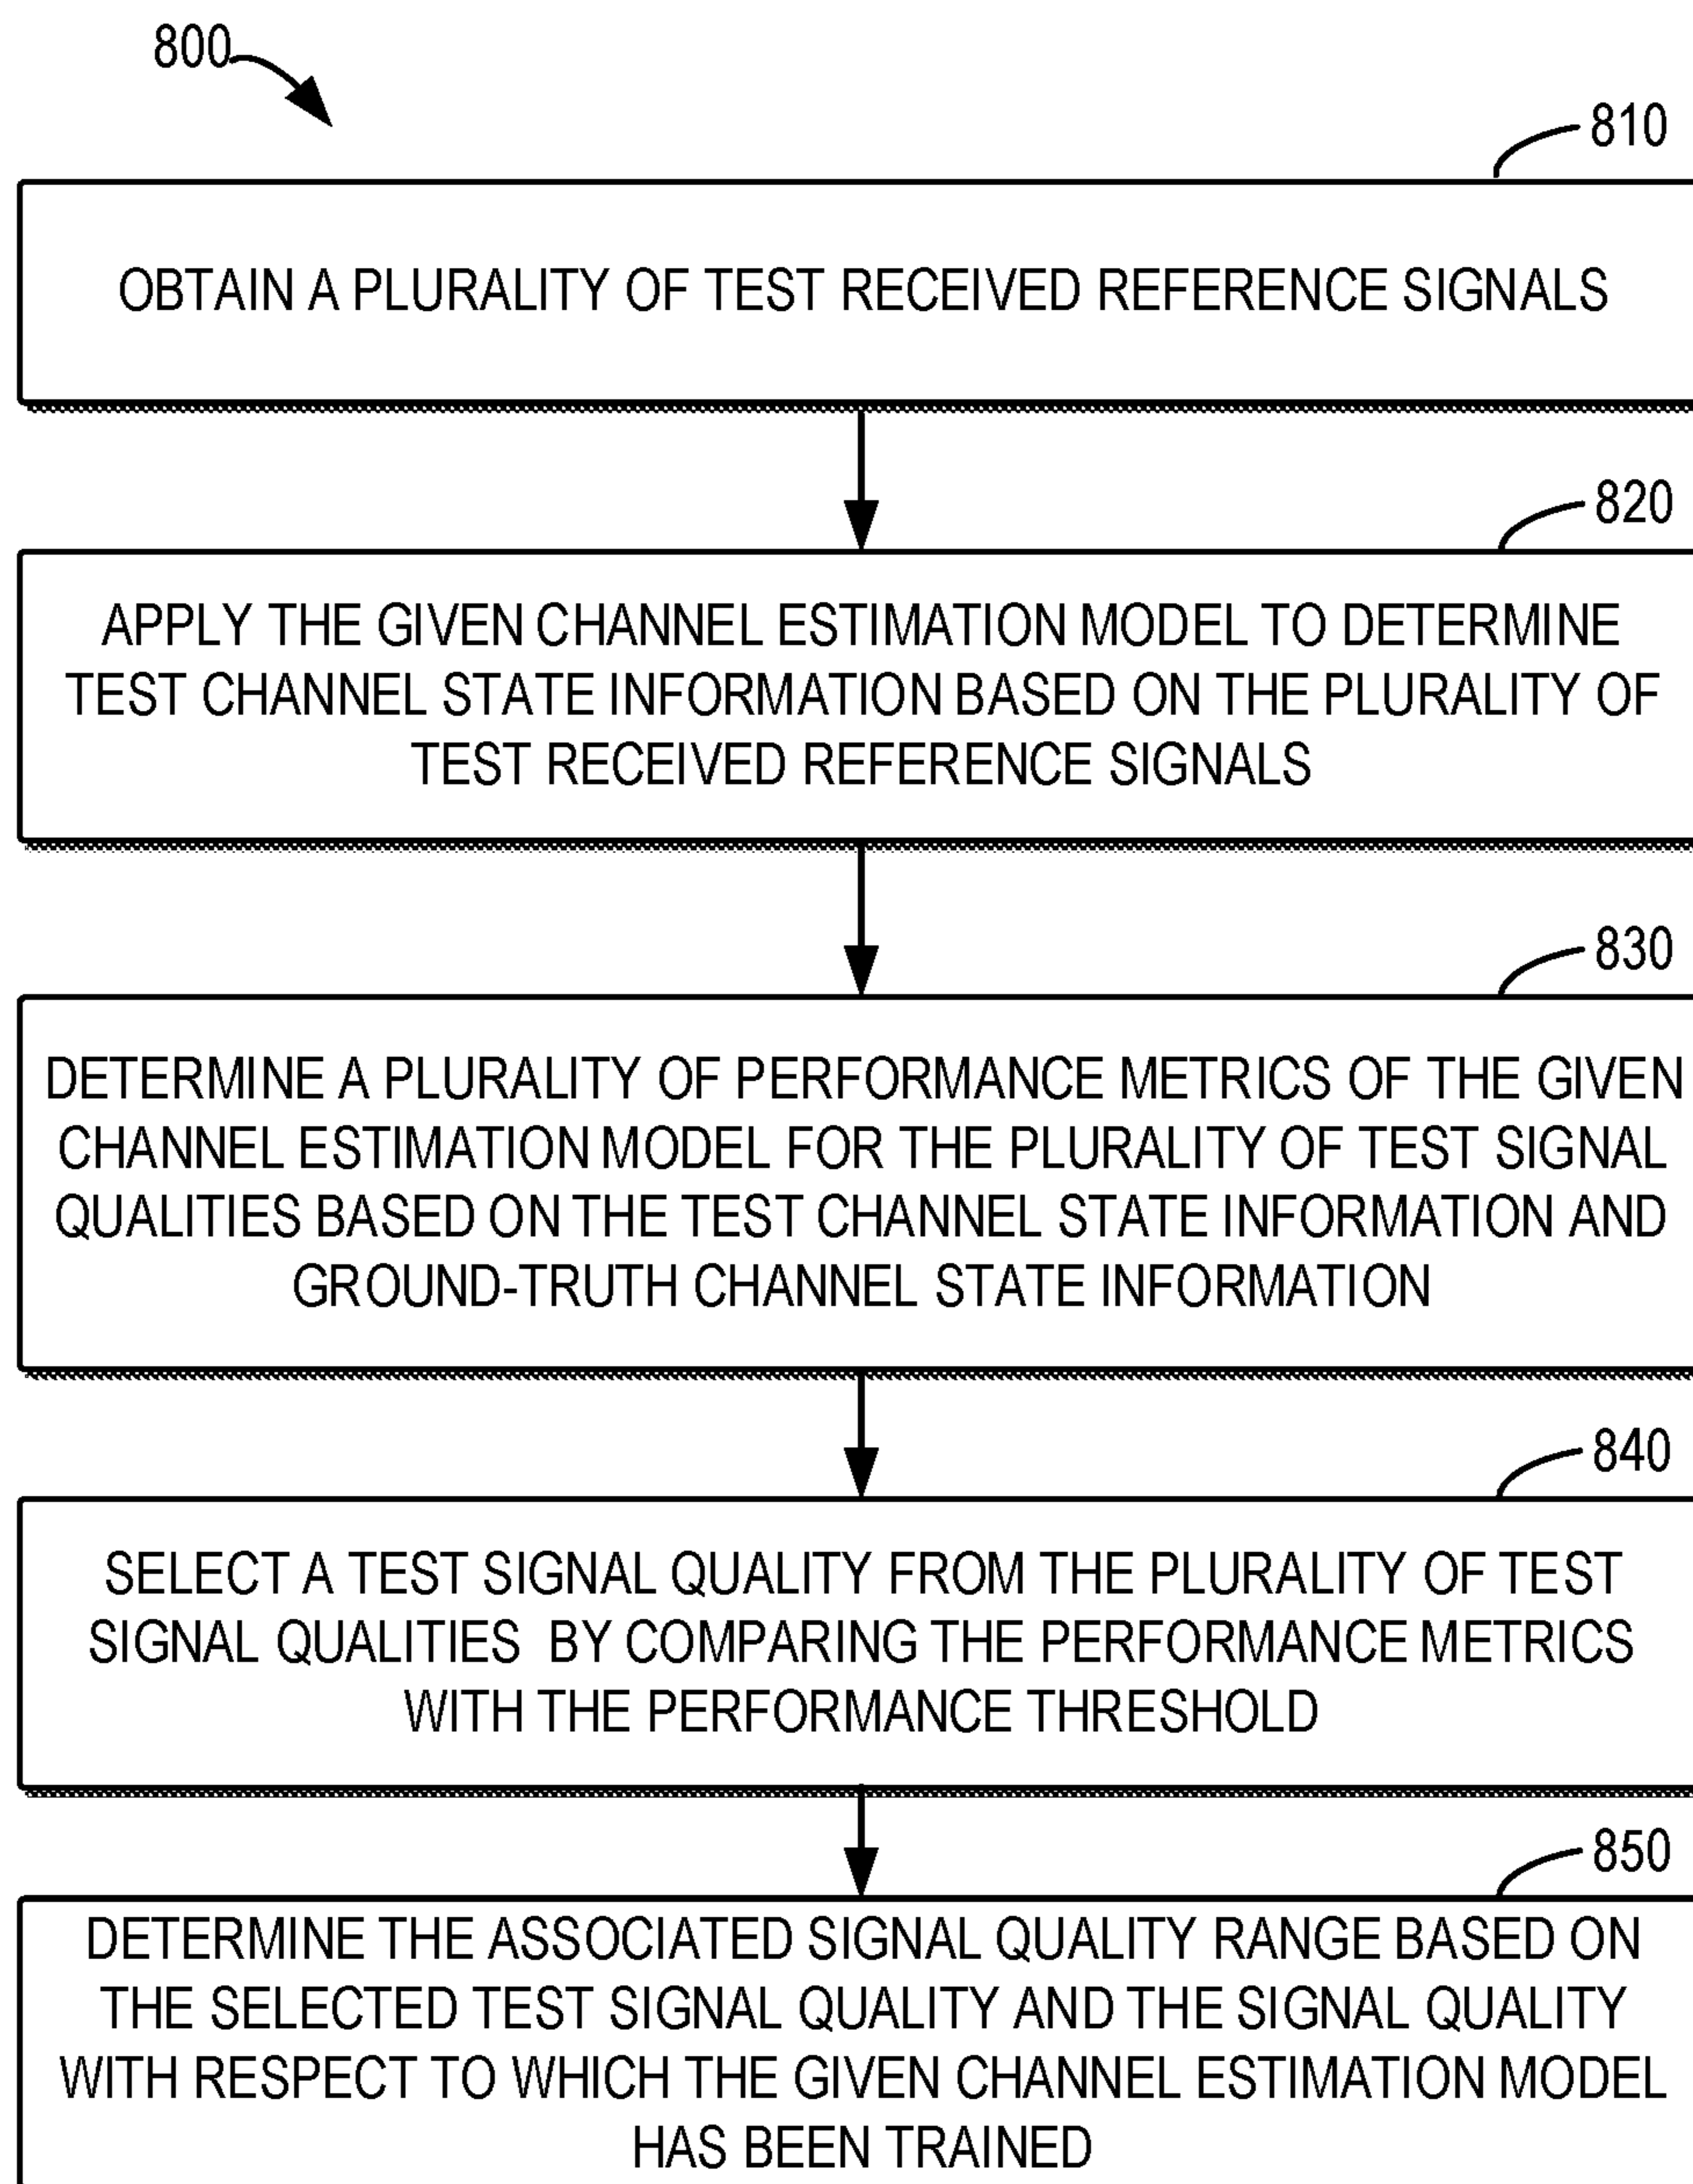 800
810
OBTAIN A PLURALITY OF TEST RECEIVED REFERENCE SIGNALS
820
APPLY THE GIVEN CHANNEL ESTIMATION MODEL TO DETERMINE
TEST CHANNEL STATE INFORMATION BASED ON THE PLURALITY OF
TEST RECEIVED REFERENCE SIGNALS
830
DETERMINE A PLURALITY OF PERFORMANCE METRICS OF THE GIVEN
CHANNEL ESTIMATION MODEL FOR THE PLURALITY OF TEST SIGNAL
QUALITIES BASED ON THE TEST CHANNEL STATE INFORMATION AND
GROUND-TRUTH CHANNEL STATE INFORMATION
840
SELECT A TEST SIGNAL QUALITY FROM THE PLURALITY OF TEST
SIGNAL QUALITIES BY COMPARING THE PERFORMANCE METRICS
WITH THE PERFORMANCE THRESHOLD
850
DETERMINE THE ASSOCIATED SIGNAL QUALITY RANGE BASED ON
THE SELECTED TEST SIGNAL QUALITY AND THE SIGNAL QUALITY
WITH RESPECT TO WHICH THE GIVEN CHANNEL ESTIMATION MODEL
HAS BEEN TRAINED